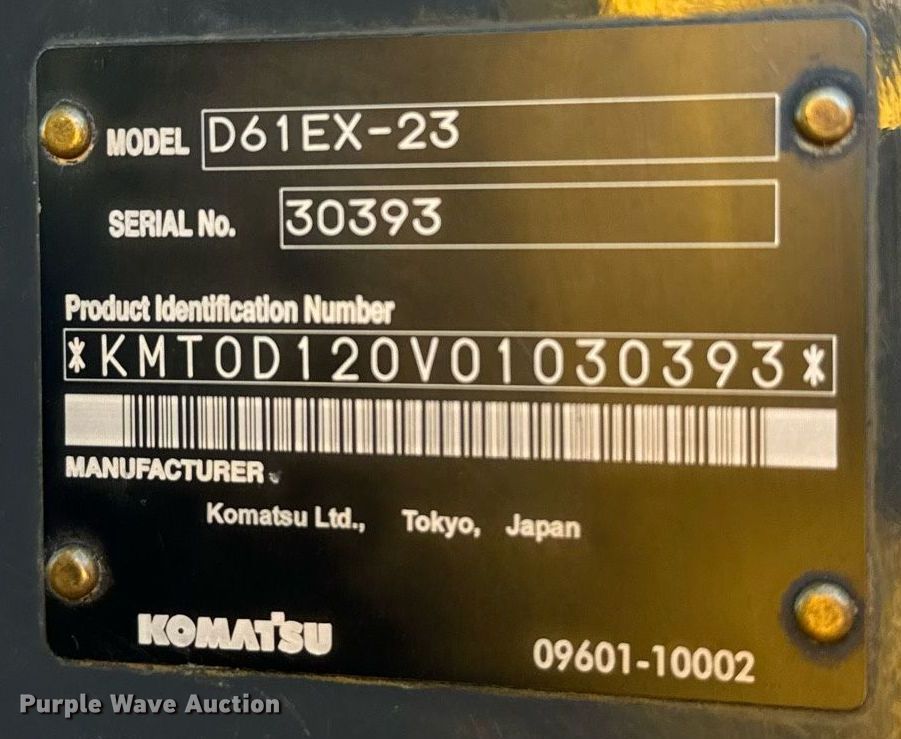 MODEL D61EX-23
SERIAL No. 30393
Product Identification Number
*KMT0D120V01030393*
MANUFACTURER
Komatsu Ltd., Tokyo, Japan
KOMATSU
09601-10002
Purple Wave Auction